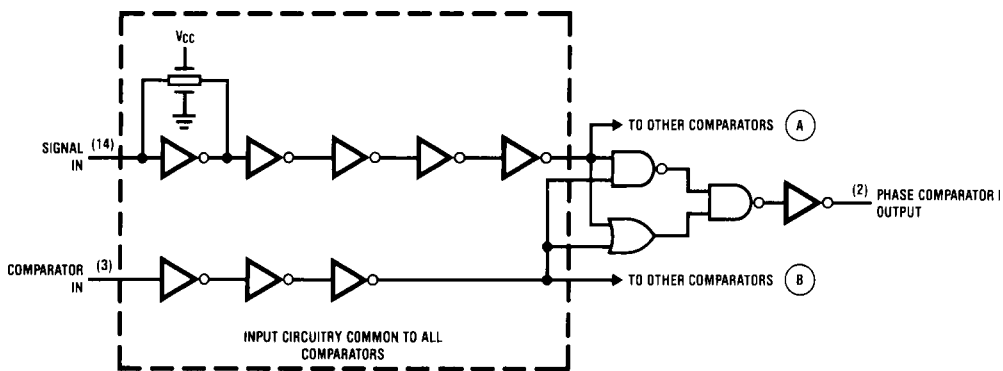 VCC
SIGNAL (14)
IN
TO OTHER COMPARATORS A
(2) PHASE COMPARATOR I
OUTPUT
COMPARATOR (3)
IN
TO OTHER COMPARATORS B
INPUT CIRCUITRY COMMON TO ALL
COMPARATORS